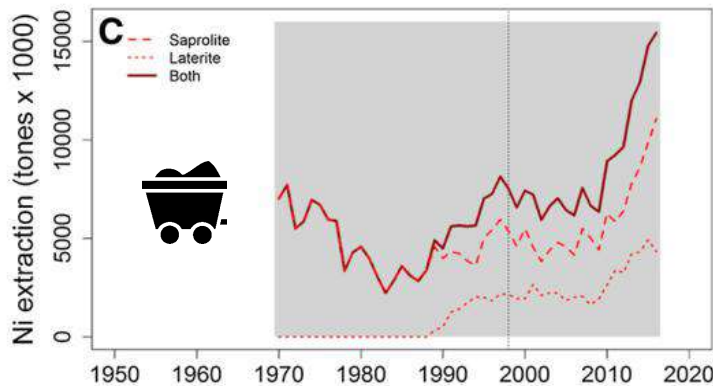 C
Saprolite
Laterite
Both
Ni extraction (tones x 1000)
15000
10000
5000
0
1950 1960 1970 1980 1990 2000 2010 2020